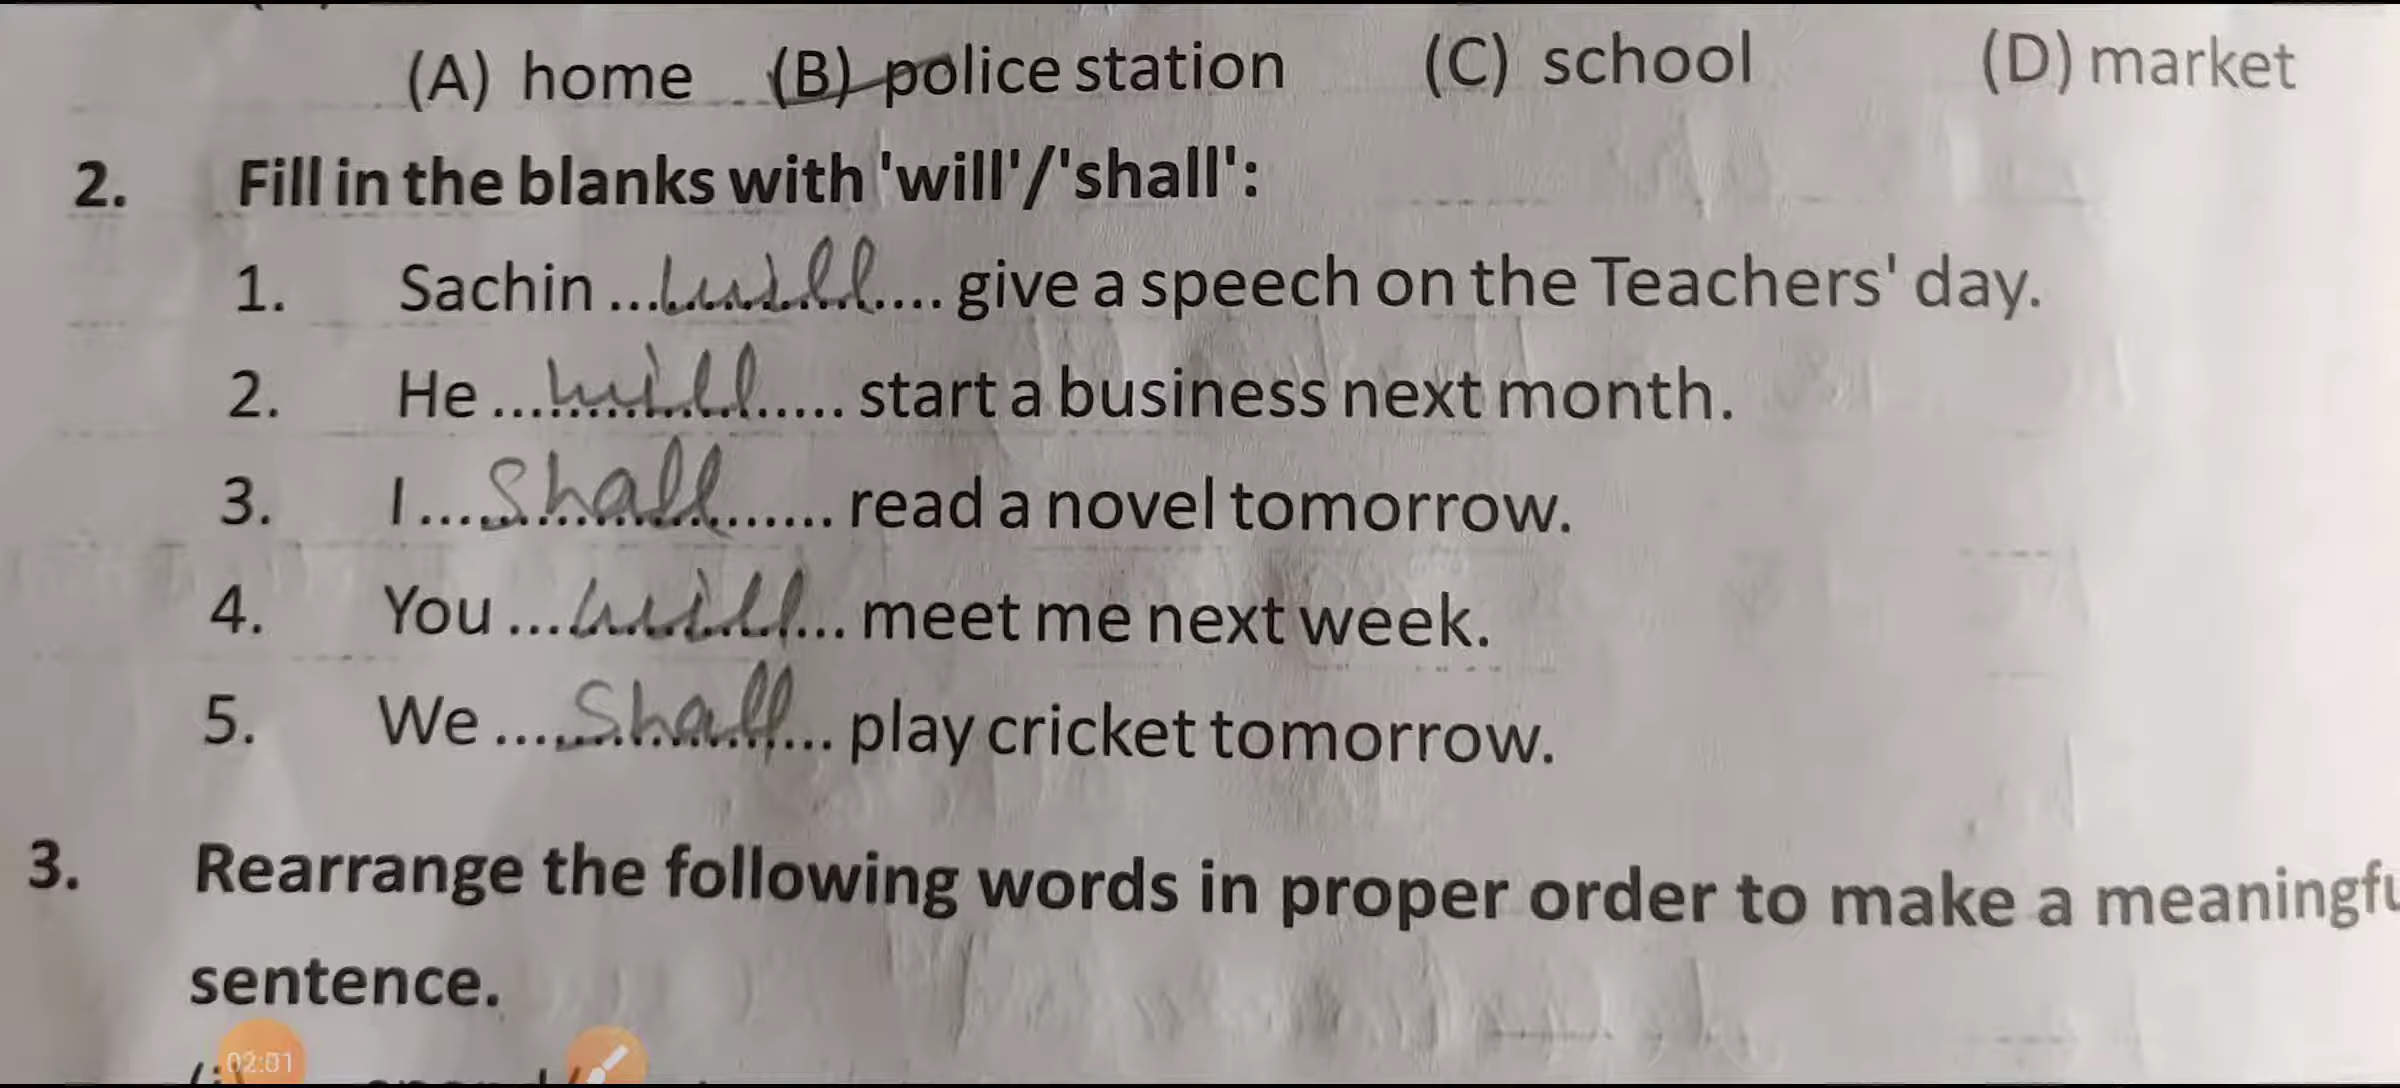 (A) home (B) police station (C) school (D) market
2. Fill in the blanks with 'will'/'shall':
1. Sachin ...will.... give a speech on the Teachers' day.
2. He ...will..... start a business next month.
3. I ....Shall...... read a novel tomorrow.
4. You ...will... meet me next week.
5. We ....Shall... play cricket tomorrow.
3. Rearrange the following words in proper order to make a meaningfu
sentence.
02:01